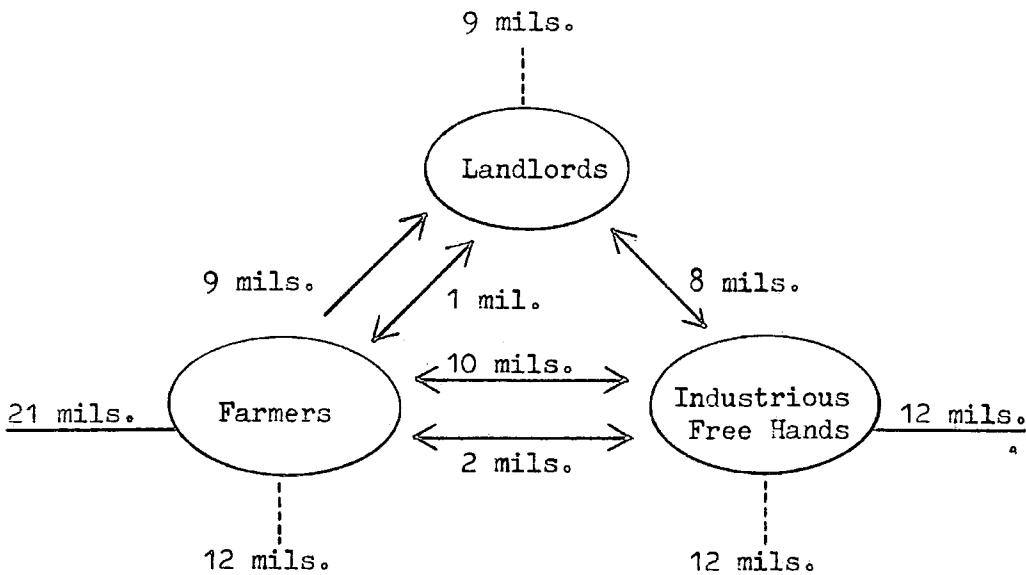 9 mils.
Landlords
9 mils.
1 mil.
8 mils.
10 mils.
21 mils.
Farmers
Industrious
Free Hands
12 mils.
2 mils.
12 mils.
12 mils.